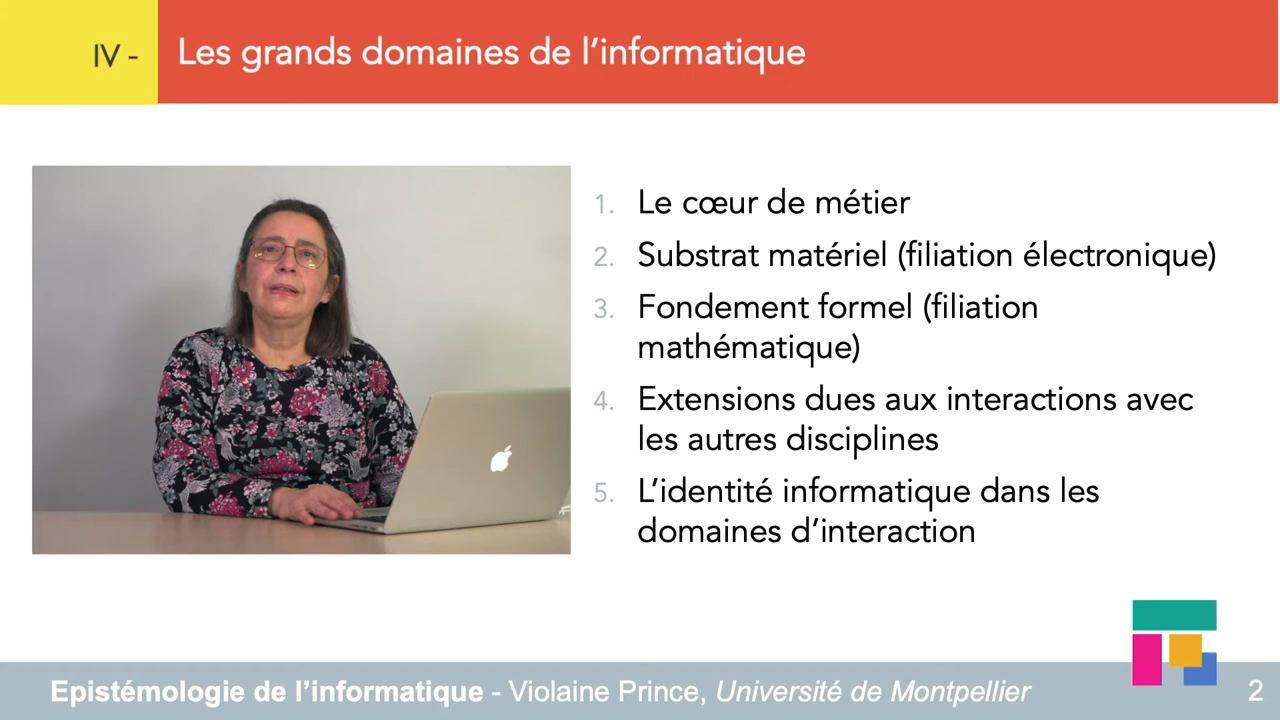 IV -
Les grands domaines de l’informatique
1. Le cœur de métier
2. Substrat matériel (filiation électronique)
3. Fondement formel (filiation
mathématique)
4. Extensions dues aux interactions avec
les autres disciplines
5. L’identité informatique dans les
domaines d’interaction
Epistémologie de l’informatique - Violaine Prince, Université de Montpellier
2